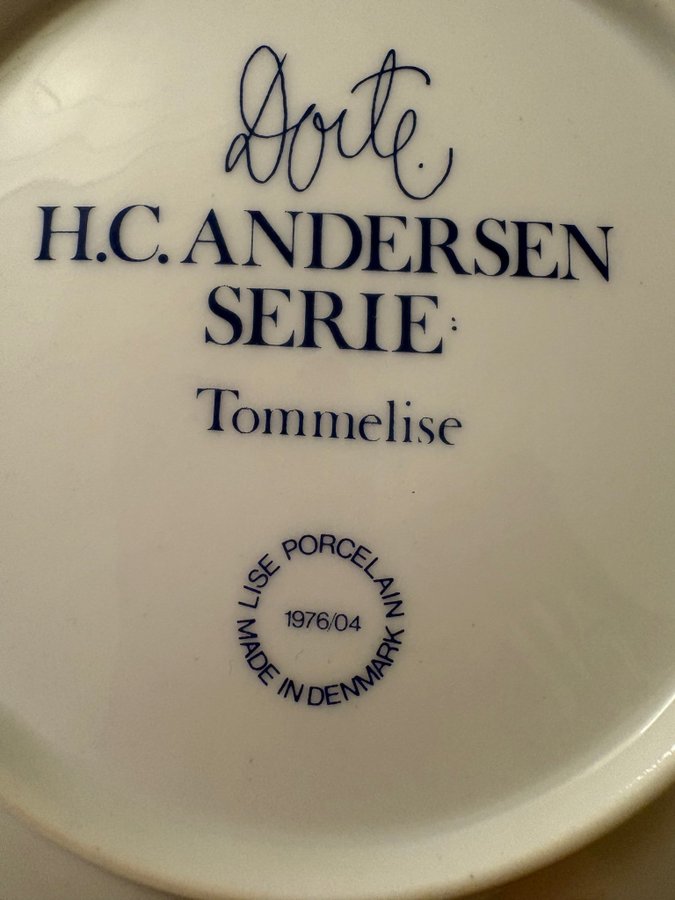 Dorte.
H.C. ANDERSEN
SERIE:
Tommelise
LISE PORCELAIN
1976/04
MADE IN DENMARK